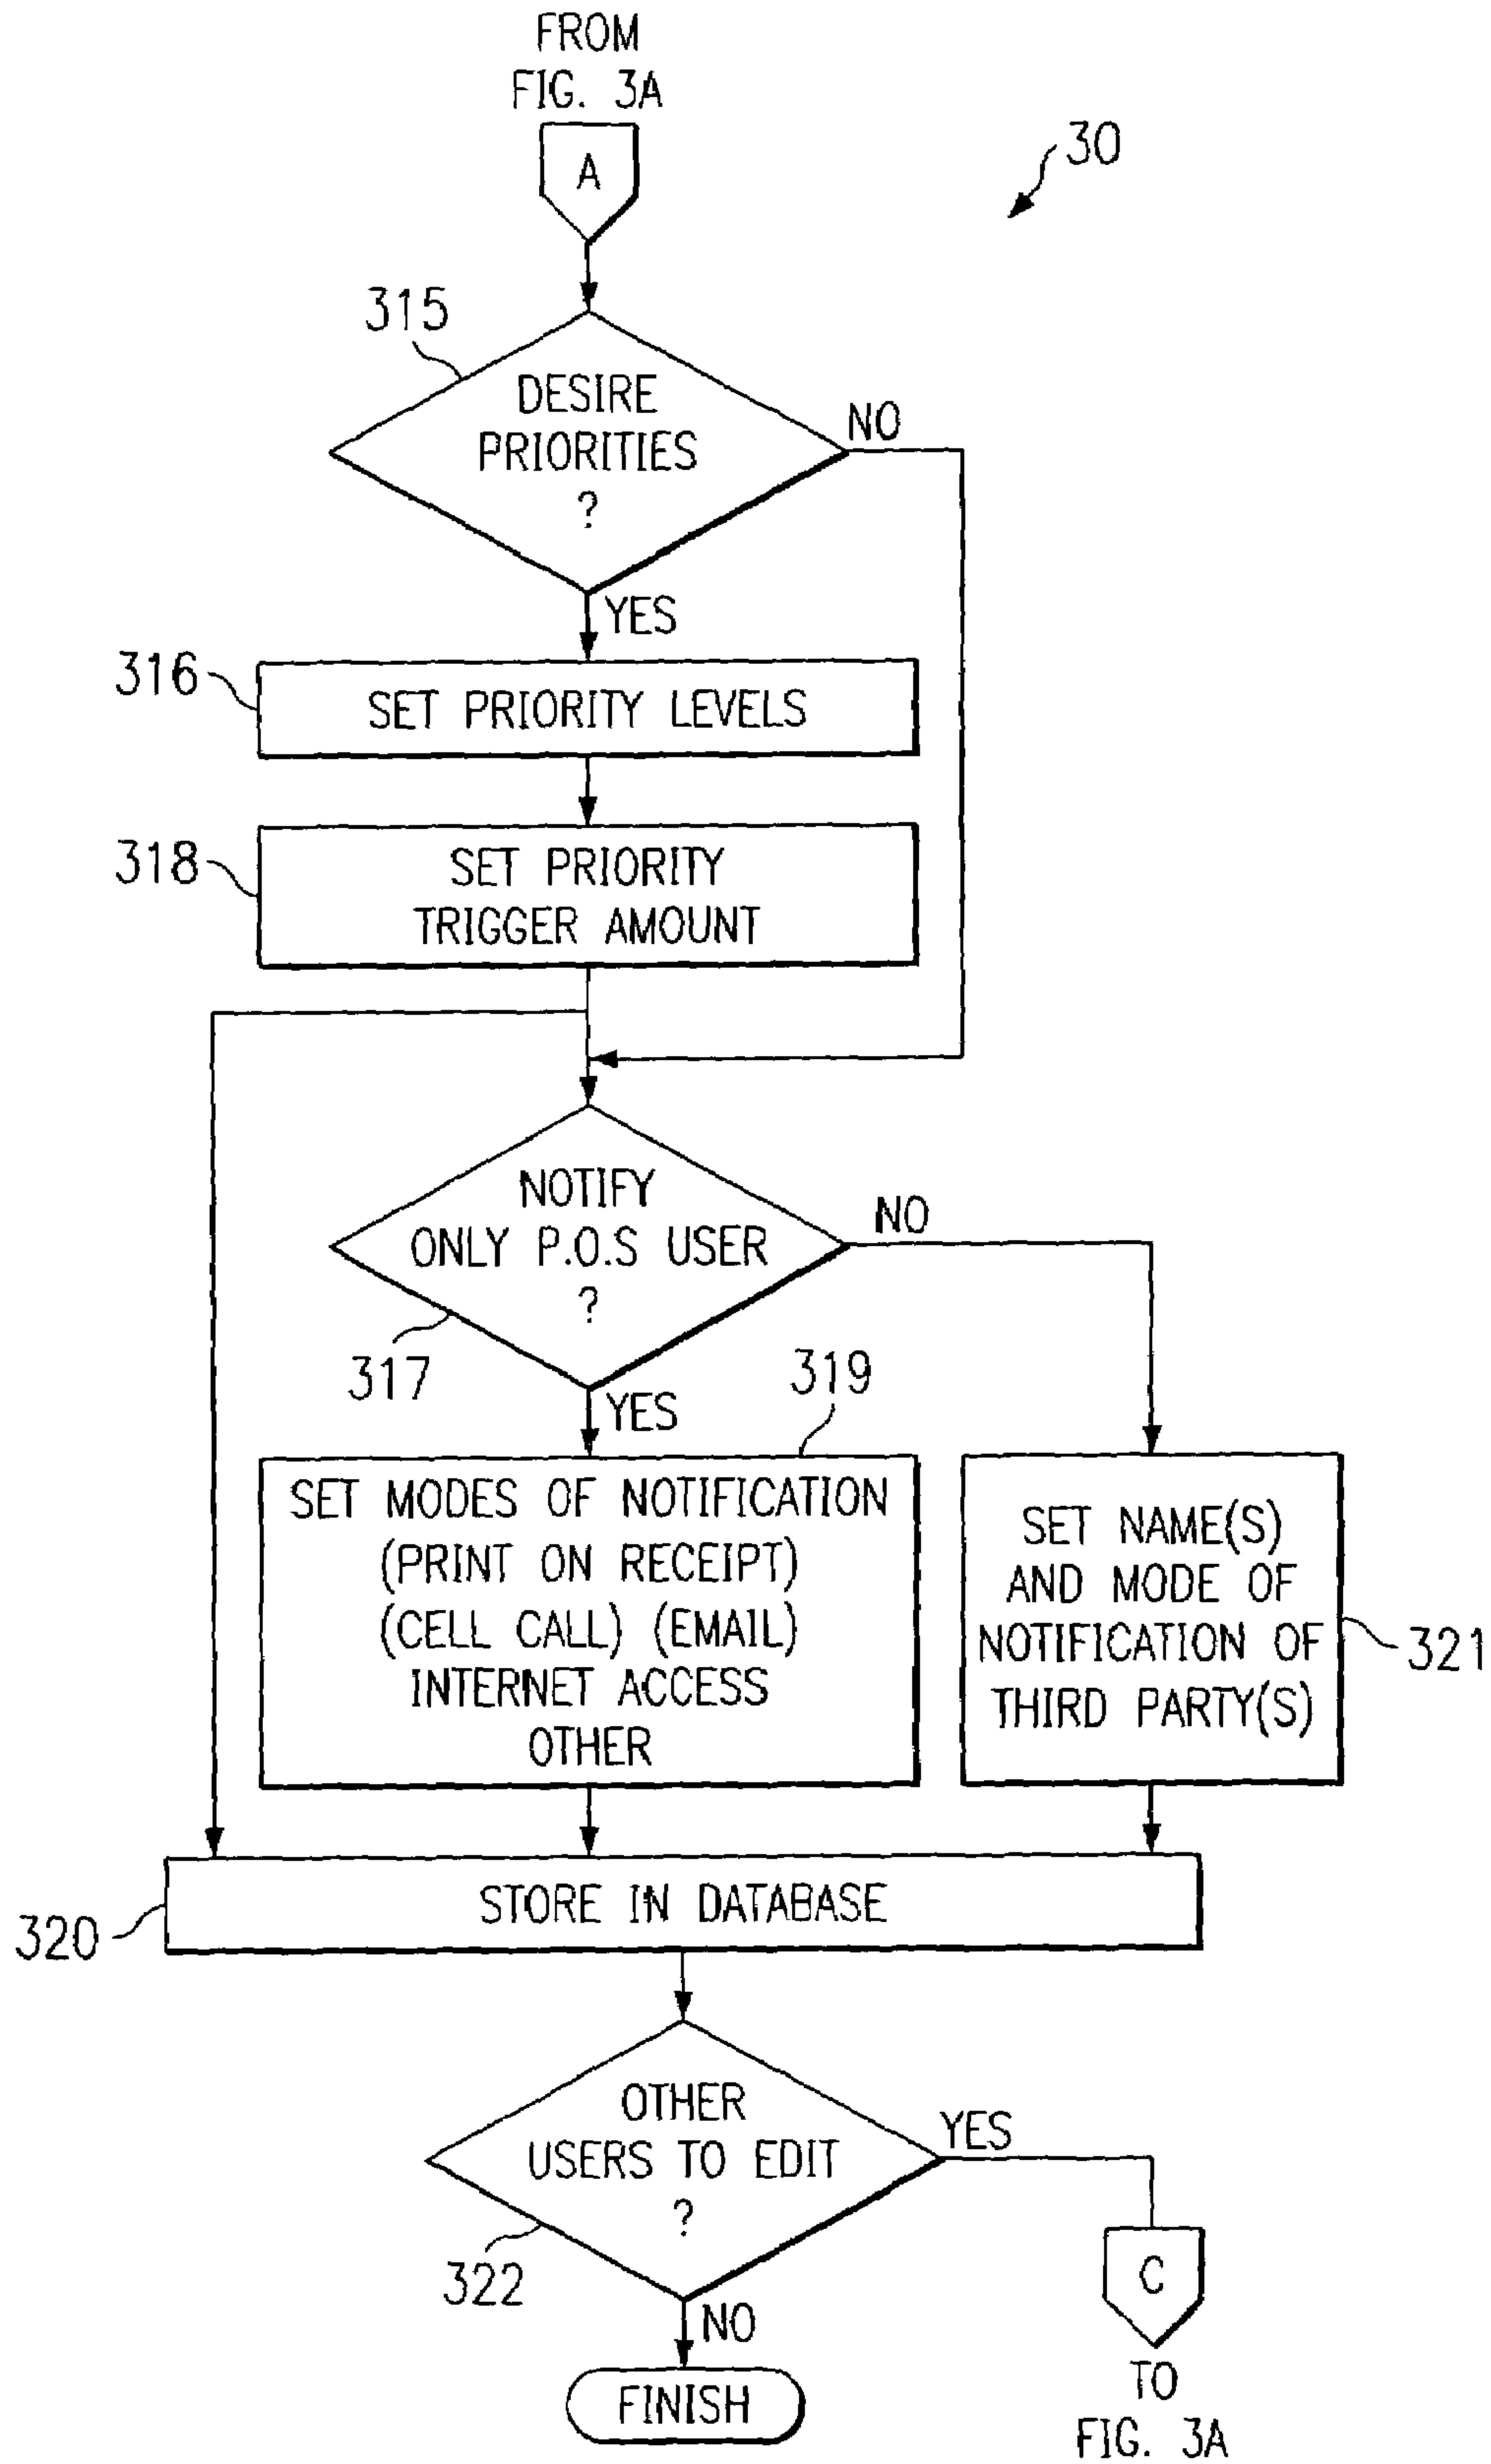 FROM
FIG. 3A
A
30
315
DESIRE
PRIORITIES
?
NO
YES
316
SET PRIORITY LEVELS
318
SET PRIORITY
TRIGGER AMOUNT
NOTIFY
ONLY P.O.S USER
?
NO
317
YES
319
SET MODES OF NOTIFICATION
(PRINT ON RECEIPT)
(CELL CALL) (EMAIL)
INTERNET ACCESS
OTHER
SET NAME(S)
AND MODE OF
NOTIFICATION OF
THIRD PARTY(S)
321
STORE IN DATABASE
320
OTHER
USERS TO EDIT
?
YES
322
NO
C
FINISH
TO
FIG. 3A